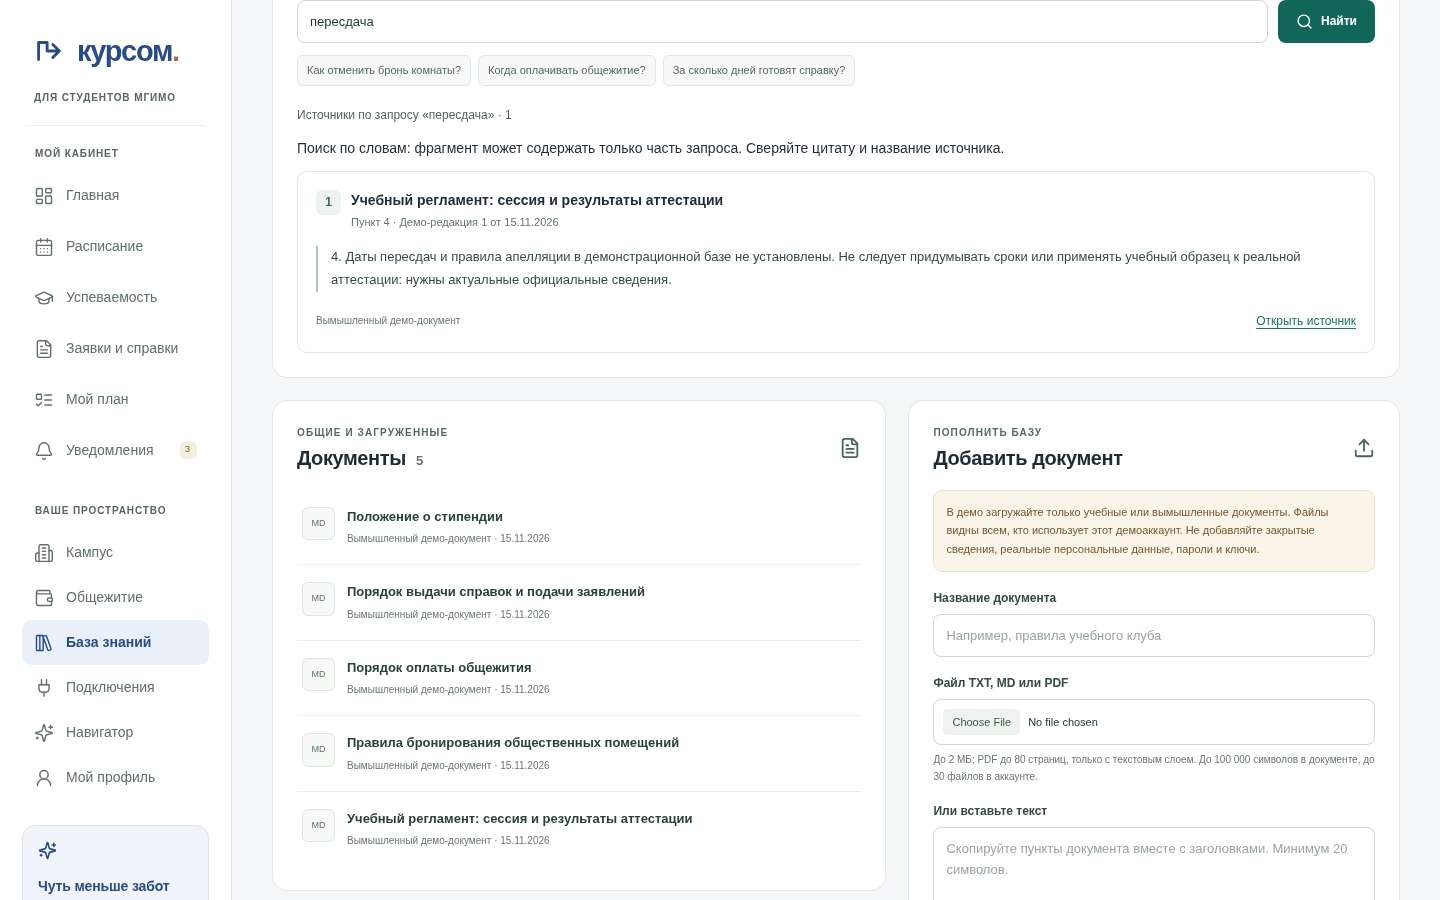 курсом.
ДЛЯ СТУДЕНТОВ МГИМО
МОЙ КАБИНЕТ
Главная
Расписание
Успеваемость
Заявки и справки
Мой план
Уведомления
3
ВАШЕ ПРОСТРАНСТВО
Кампус
Общежитие
База знаний
Подключения
Навигатор
Мой профиль
Чуть меньше забот
пересдача
Найти
Как отменить бронь комнаты?
Когда оплачивать общежитие?
За сколько дней готовят справку?
Источники по запросу «пересдача» · 1
Поиск по словам: фрагмент может содержать только часть запроса. Сверяйте цитату и название источника.
1
Учебный регламент: сессия и результаты аттестации
Пункт 4 · Демо-редакция 1 от 15.11.2026
4. Даты пересдач и правила апелляции в демонстрационной базе не установлены. Не следует придумывать сроки или применять учебный образец к реальной
аттестации: нужны актуальные официальные сведения.
Вымышленный демо-документ
Открыть источник
ОБЩИЕ И ЗАГРУЖЕННЫЕ
Документы 5
MD
Положение о стипендии
Вымышленный демо-документ · 15.11.2026
MD
Порядок выдачи справок и подачи заявлений
Вымышленный демо-документ · 15.11.2026
MD
Порядок оплаты общежития
Вымышленный демо-документ · 15.11.2026
MD
Правила бронирования общественных помещений
Вымышленный демо-документ · 15.11.2026
MD
Учебный регламент: сессия и результаты аттестации
Вымышленный демо-документ · 15.11.2026
ПОПОЛНИТЬ БАЗУ
Добавить документ
В демо загружайте только учебные или вымышленные документы. Файлы
видны всем, кто использует этот демоаккаунт. Не добавляйте закрытые
сведения, реальные персональные данные, пароли и ключи.
Название документа
Например, правила учебного клуба
Файл TXT, MD или PDF
Choose File
No file chosen
До 2 МБ; PDF до 80 страниц, только с текстовым слоем. До 100 000 символов в документе, до
30 файлов в аккаунте.
Или вставьте текст
Скопируйте пункты документа вместе с заголовками. Минимум 20
символов.